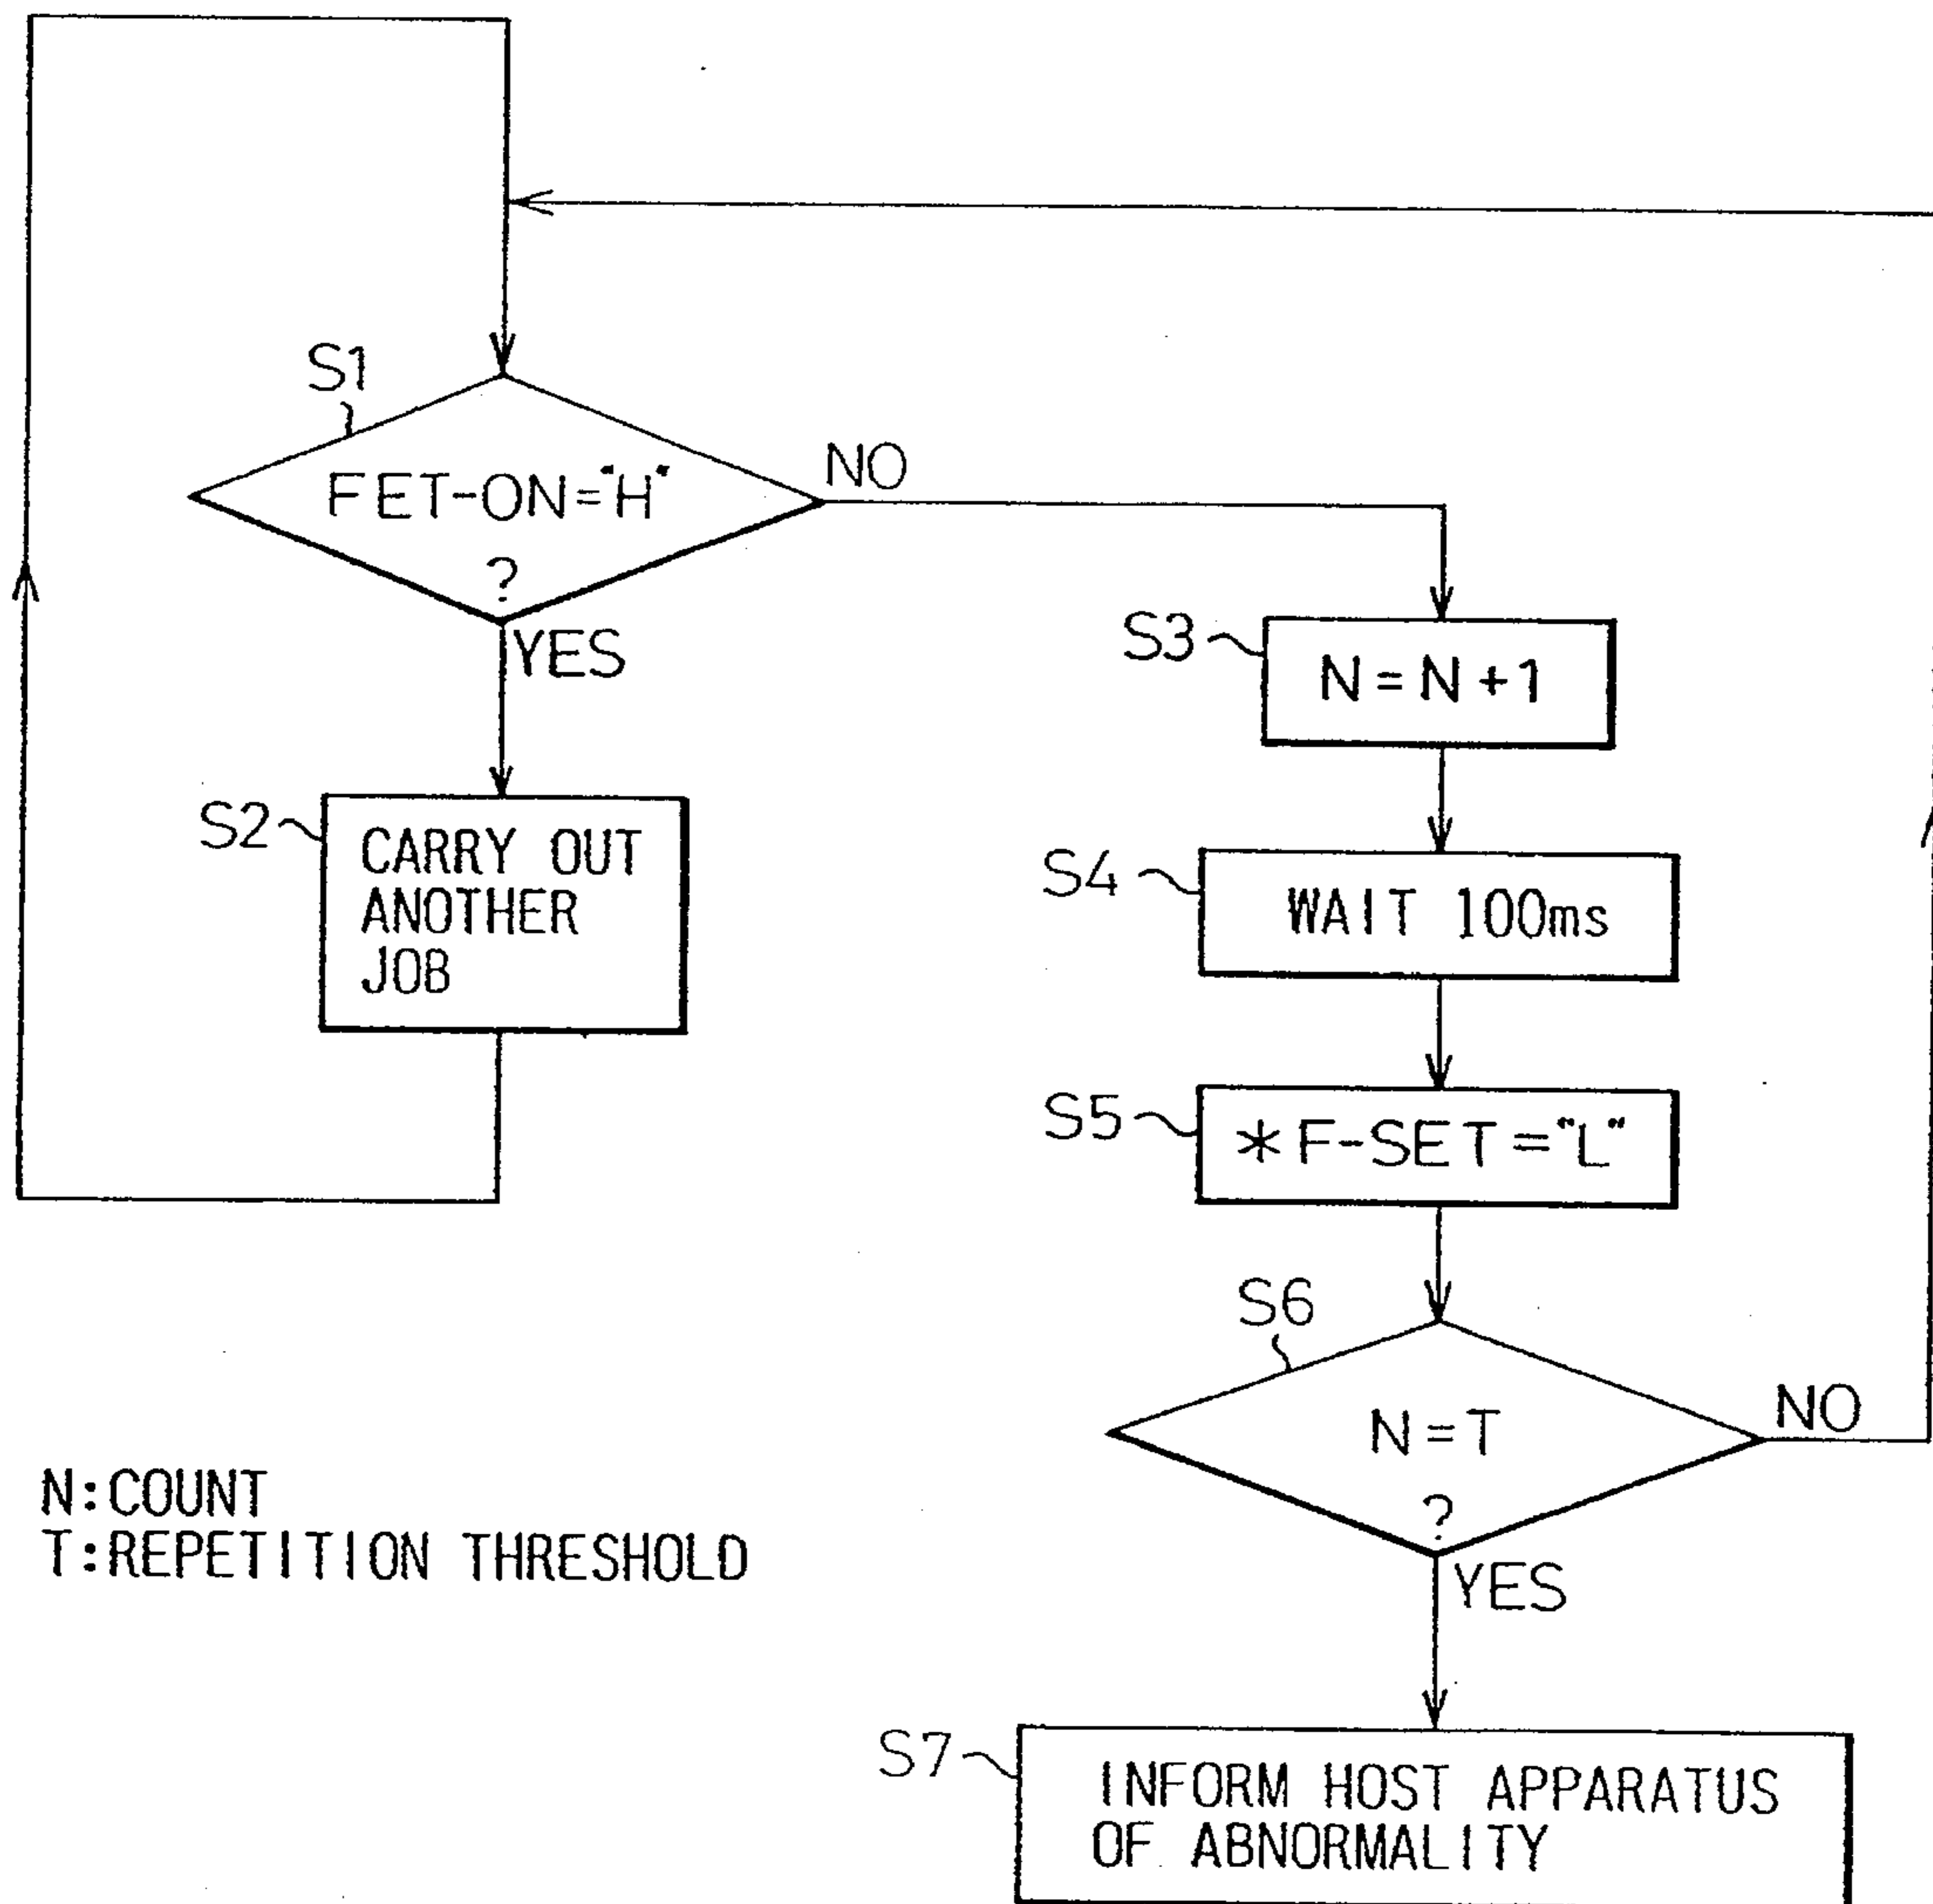 S1
FET-ON="H"
?
NO
YES
S2
CARRY OUT
ANOTHER
JOB
S3
N=N+1
S4
WAIT 100ms
S5
*F-SET="L"
S6
N=T
?
NO
YES
S7
INFORM HOST APPARATUS
OF ABNORMALITY
N:COUNT
T:REPETITION THRESHOLD